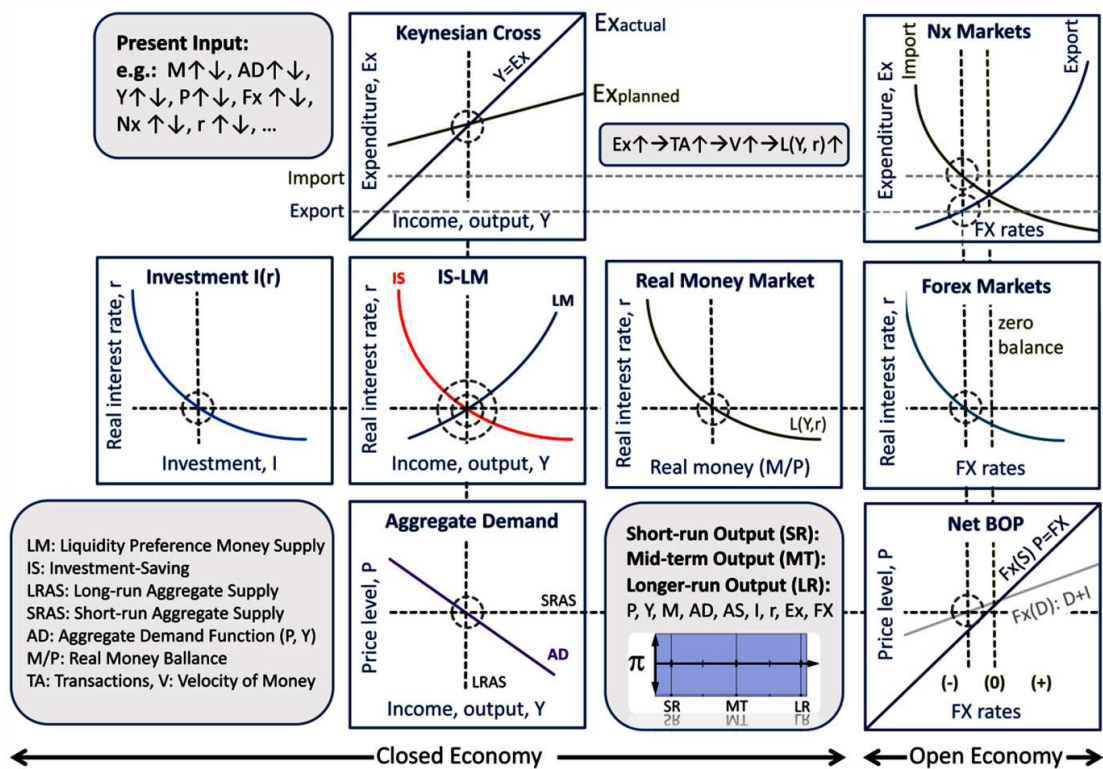 Present Input:
e.g.: M↑↓, AD↑↓,
Y↑↓, P↑↓, Fx ↑↓,
Nx ↑↓, r ↑↓, ...
Keynesian Cross
Expenditure, Ex
Y=Ex
Income, output, Y
Exactual
Explanned
Ex↑→TA↑→V↑→L(Y, r)↑
Import
Export
Nx Markets
Expenditure, Ex
Import
Export
FX rates
Investment I(r)
Real interest rate, r
Investment, I
IS-LM
Real interest rate, r
IS
LM
Income, output, Y
Real Money Market
Real interest rate, r
L(Y,r)
Real money (M/P)
Forex Markets
Real interest rate, r
zero
balance
FX rates
LM: Liquidity Preference Money Supply
IS: Investment-Saving
LRAS: Long-run Aggregate Supply
SRAS: Short-run Aggregate Supply
AD: Aggregate Demand Function (P, Y)
M/P: Real Money Ballance
TA: Transactions, V: Velocity of Money
Aggregate Demand
Price level, P
SRAS
AD
LRAS
Income, output, Y
Short-run Output (SR):
Mid-term Output (MT):
Longer-run Output (LR):
P, Y, M, AD, AS, I, r, Ex, FX
π
SR MT LR
Net BOP
Price level, P
Fx(S) P=FX
Fx(D): D+I
(-) (0) (+)
FX rates
Closed Economy
Open Economy